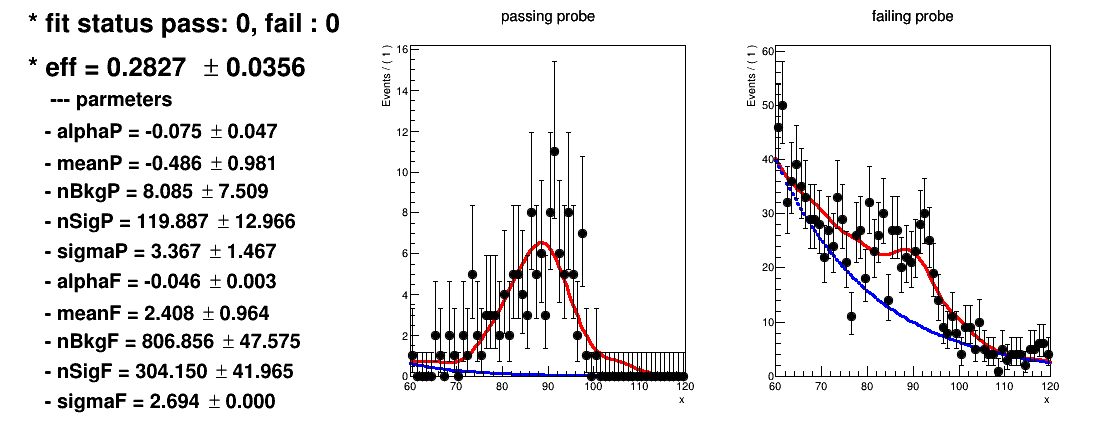 * fit status pass: 0, fail : 0
* eff = 0.2827 ± 0.0356
--- parmeters
- alphaP = -0.075 ± 0.047
- meanP = -0.486 ± 0.981
- nBkgP = 8.085 ± 7.509
- nSigP = 119.887 ± 12.966
- sigmaP = 3.367 ± 1.467
- alphaF = -0.046 ± 0.003
- meanF = 2.408 ± 0.964
- nBkgF = 806.856 ± 47.575
- nSigF = 304.150 ± 41.965
- sigmaF = 2.694 ± 0.000
passing probe
Events / ( 1 )
16
14
12
10
8
6
4
2
0
60 70 80 90 100 110 120
x
failing probe
Events / ( 1 )
60
50
40
30
20
10
0
60 70 80 90 100 110 120
x